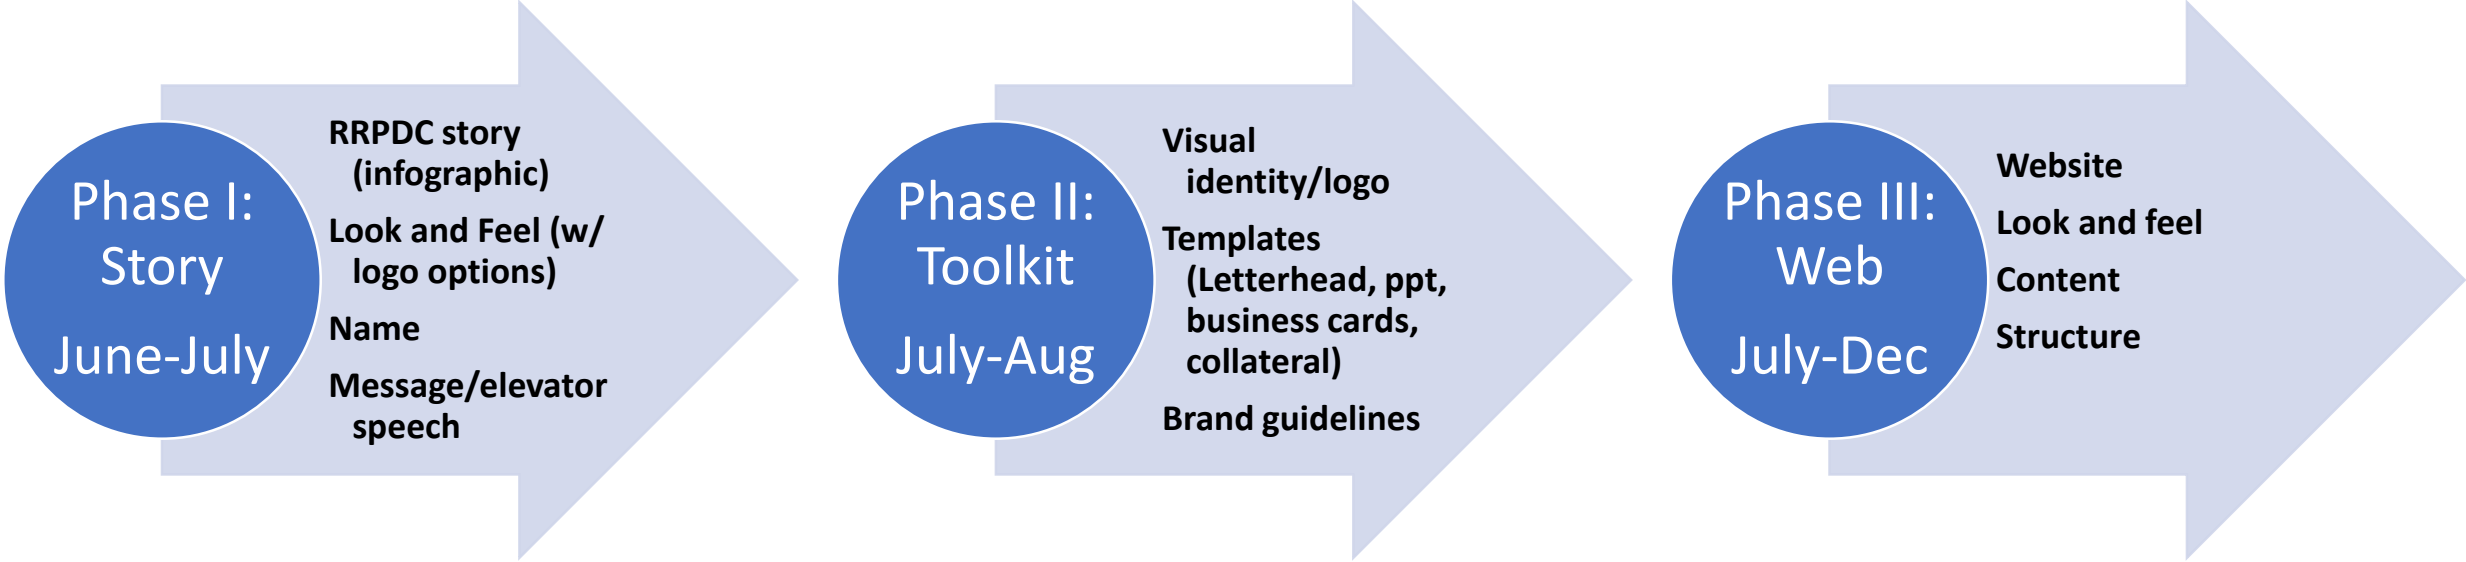 Phase I:
Story
June-July
RRPDC story
(infographic)
Look and Feel (w/
logo options)
Name
Message/elevator
speech
Phase II:
Toolkit
July-Aug
Visual
identity/logo
Templates
(Letterhead, ppt,
business cards,
collateral)
Brand guidelines
Phase III:
Web
July-Dec
Website
Look and feel
Content
Structure